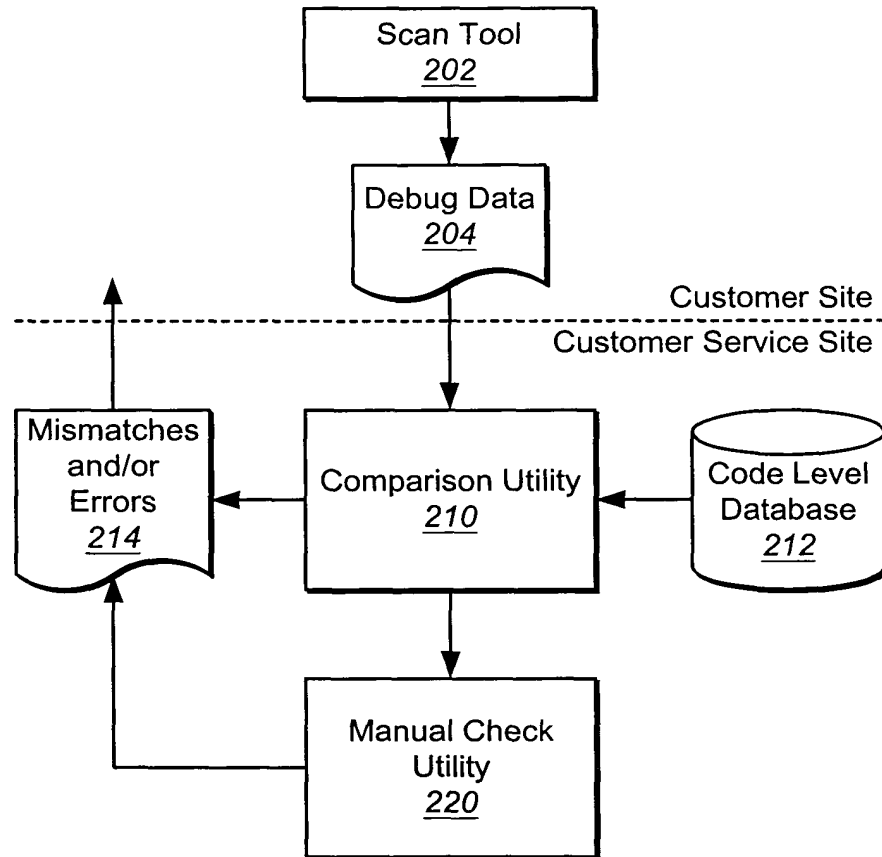 Scan Tool
202
Debug Data
204
Customer Site
Customer Service Site
Mismatches
and/or
Errors
214
Comparison Utility
210
Code Level
Database
212
Manual Check
Utility
220